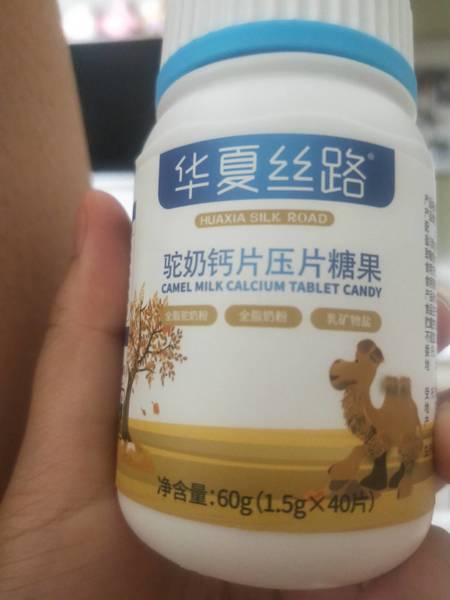 华夏丝路®
HUAXIA SILK ROAD
驼奶钙片压片糖果
CAMEL MILK CALCIUM TABLET CANDY
全脂驼奶粉 全脂奶粉 乳矿物盐
净含量:60g(1.5g×40片)